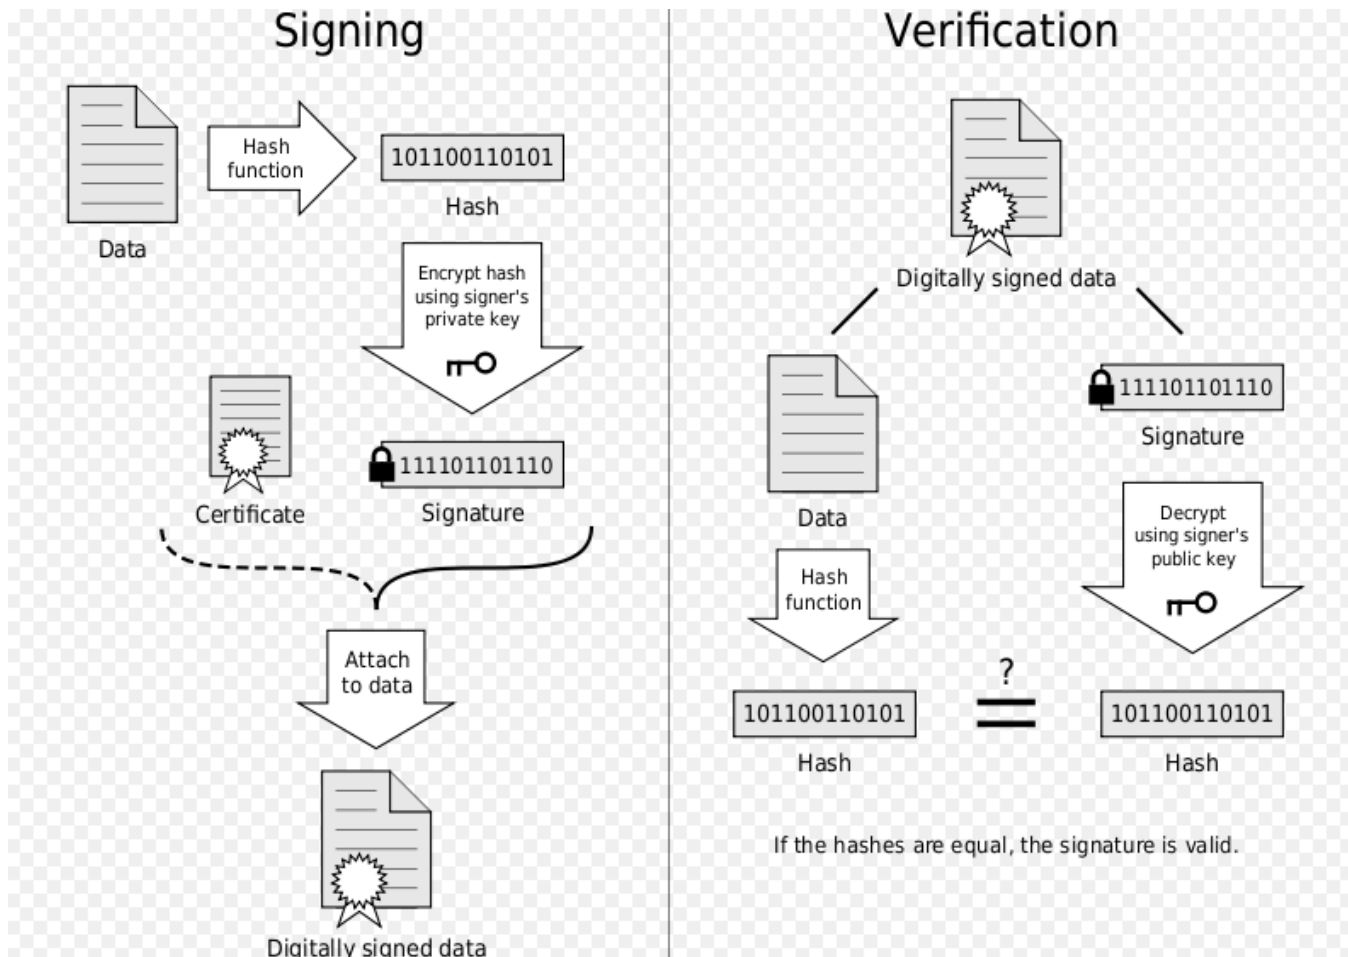 Signing
Hash
function
101100110101
Hash
Data
Encrypt hash
using signer's
private key
Certificate
111101101110
Signature
Attach
to data
Digitally signed data
Verification
Digitally signed data
Data
111101101110
Signature
Hash
function
Decrypt
using signer's
public key
101100110101
Hash
?
101100110101
Hash
If the hashes are equal, the signature is valid.